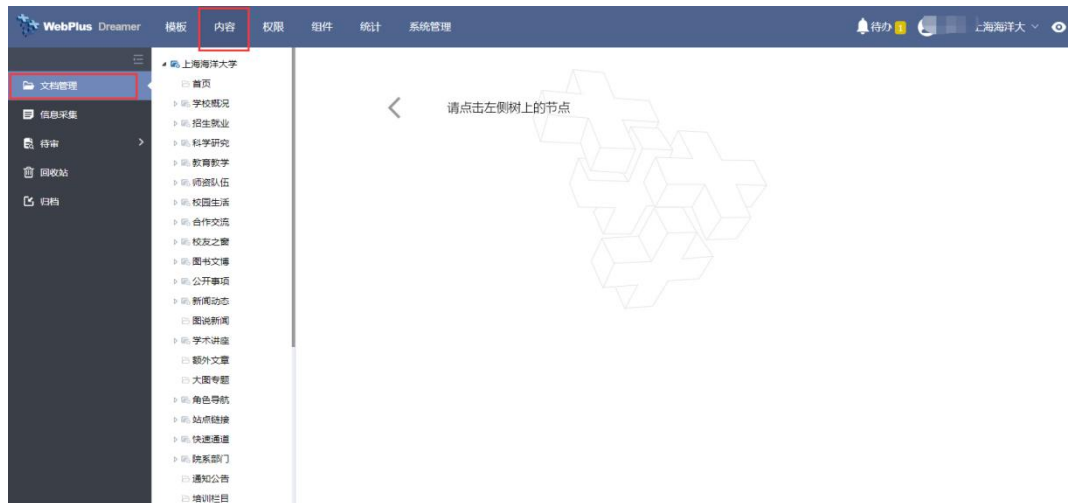 WebPlus Dreamer 模板 内容 权限 组件 统计 系统管理 待办 1 上海海洋大
文档管理
信息采集
待审
回收站
归档
上海海洋大学
首页
学校概况
招生就业
科学研究
教育教学
师资队伍
校园生活
合作交流
校友之窗
图书文博
公开事项
新闻动态
图说新闻
学术讲座
额外文章
大图专题
角色导航
站点链接
快速通道
院系部门
通知公告
培训栏目
请点击左侧树上的节点